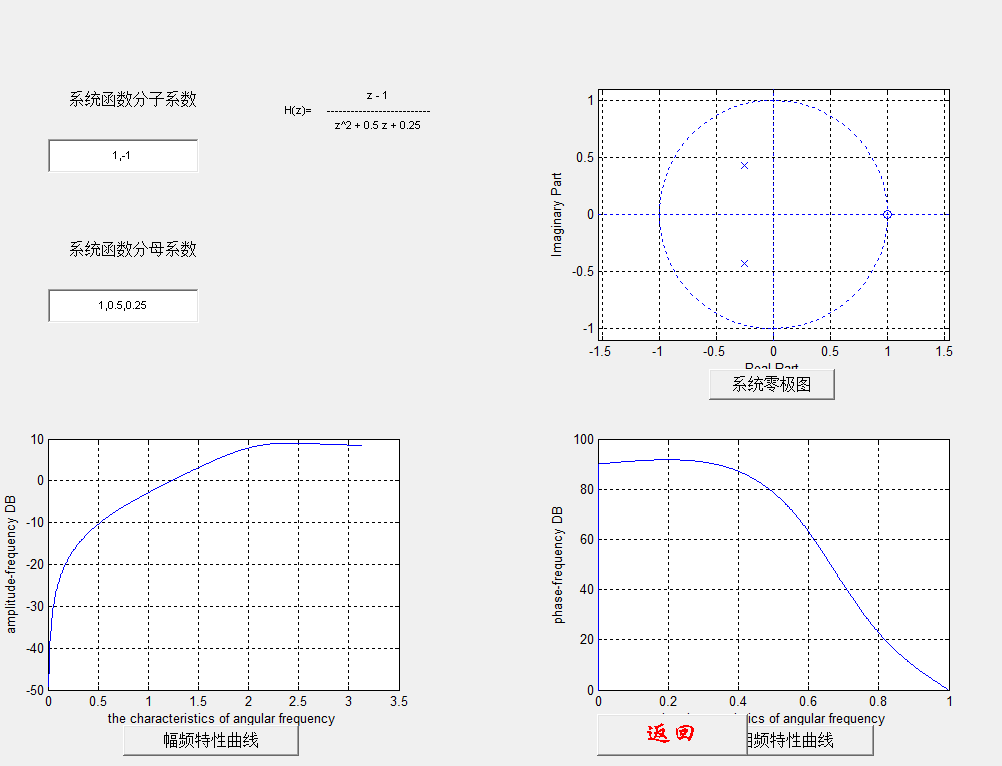 系统函数分子系数
1,-1
系统函数分母系数
1,0.5,0.25
z - 1
H(z)= --------------------------
z^2 + 0.5 z + 0.25
Imaginary Part
1
0.5
0
-0.5
-1
-1.5 -1 -0.5 0 0.5 1 1.5
Real Part
系统零极图
amplitude-frequency DB
10
0
-10
-20
-30
-40
-50
0 0.5 1 1.5 2 2.5 3 3.5
the characteristics of angular frequency
幅频特性曲线
phase-frequency DB
100
80
60
40
20
0
0 0.2 0.4 0.6 0.8 1
tics of angular frequency
返回
频特性曲线